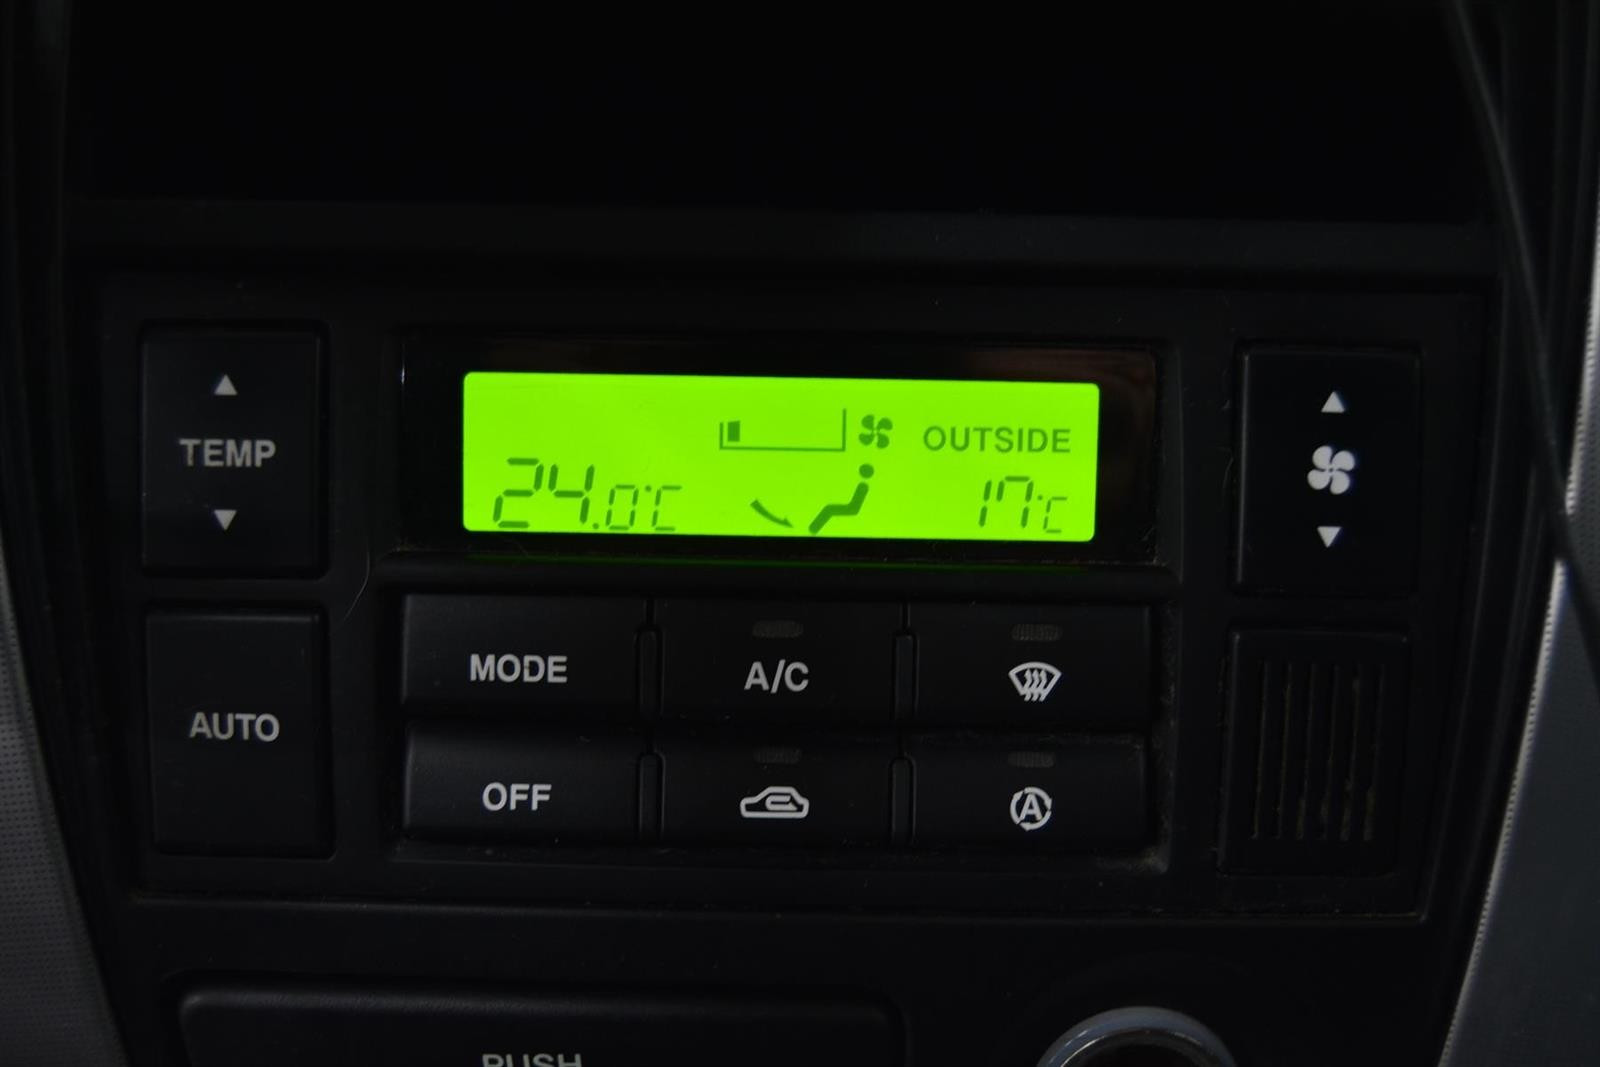 TEMP
OUTSIDE
24.0°C
17°C
MODE
A/C
AUTO
OFF
A
PUSH